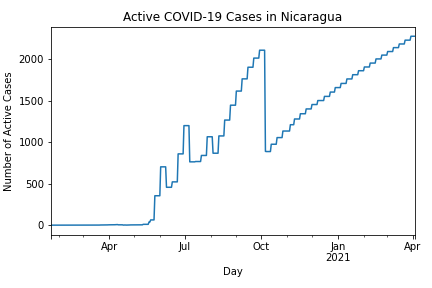 Active COVID-19 Cases in Nicaragua
Number of Active Cases
2000
1500
1000
500
0
Apr
Jul
Oct
Jan
2021
Apr
Day